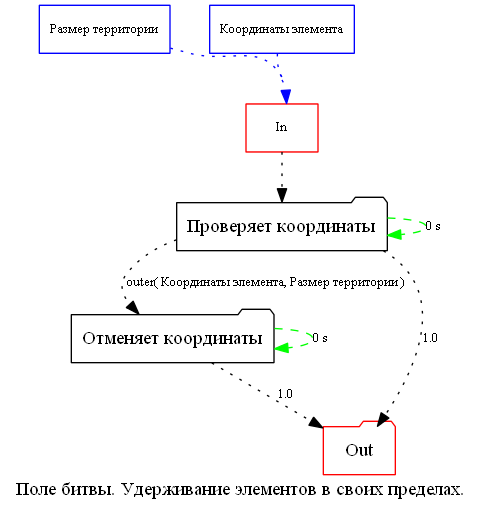 Размер территории
Координаты элемента
In
Проверяет координаты
0 s
outer( Координаты элемента, Размер территории )
Отменяет координаты
0 s
1.0
1.0
Out
Поле битвы. Удерживание элементов в своих пределах.